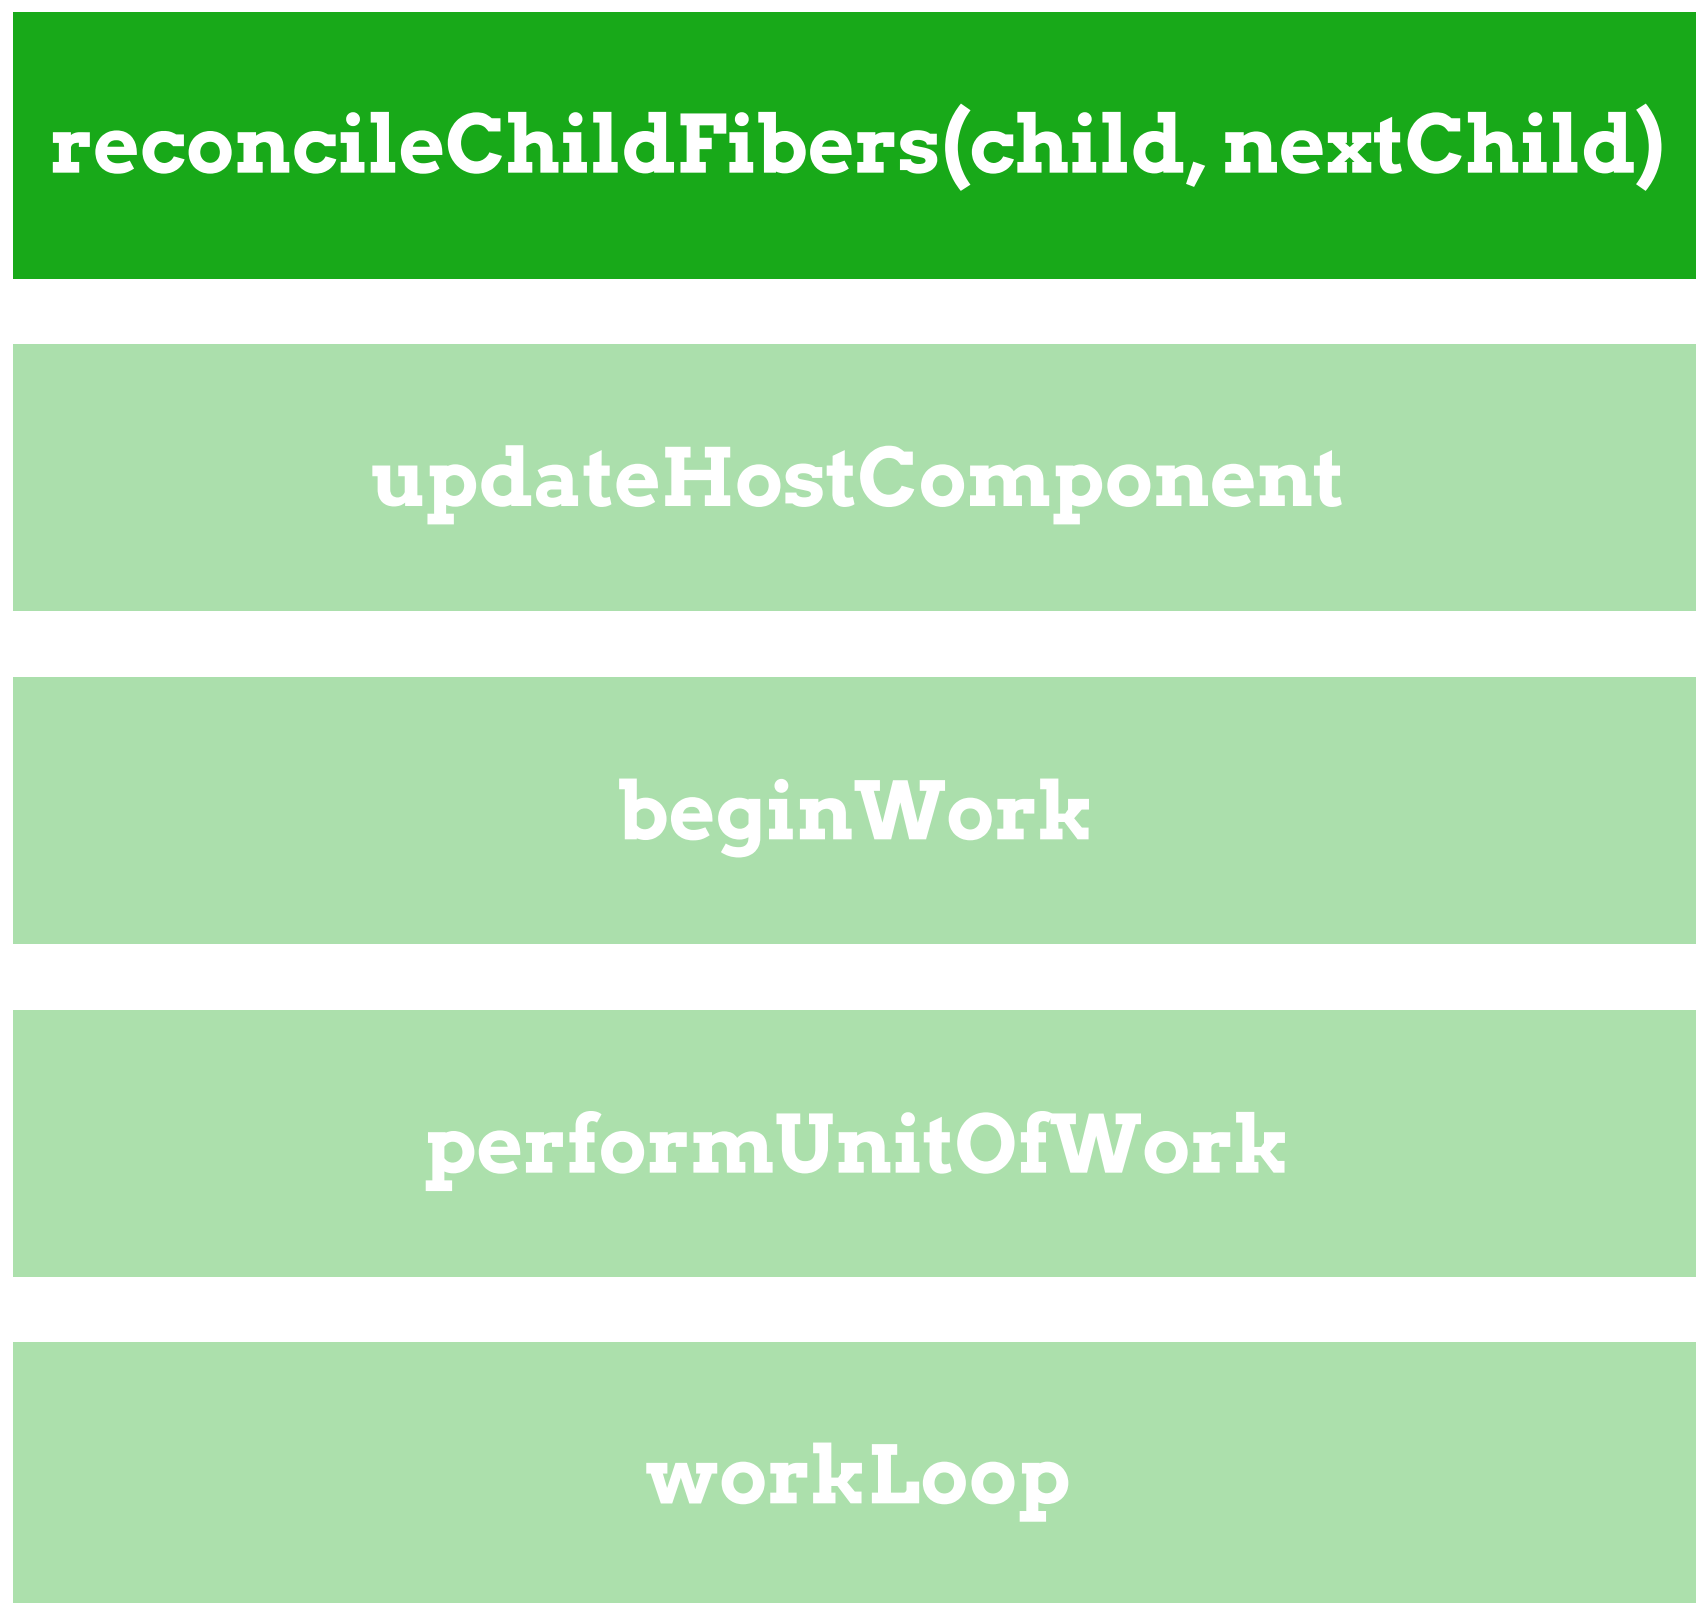 reconcileChildFibers(child, nextChild)
updateHostComponent
beginWork
performUnitOfWork
workLoop